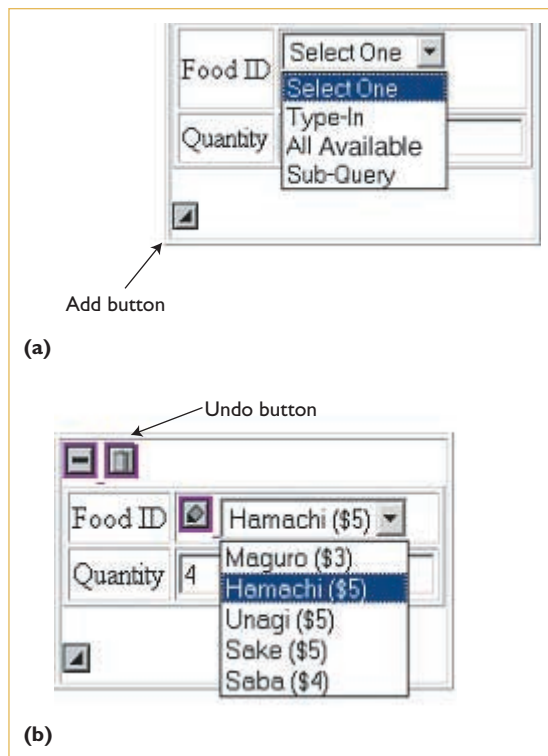 Food ID Select One
Select One
Type-In
All Available
Sub-Query
Quantity
Add button
(a)
Undo button
Food ID Hamachi ($5)
Maguro ($3)
Quantity 4
Hamachi ($5)
Unagi ($5)
Sake ($5)
Saba ($4)
(b)